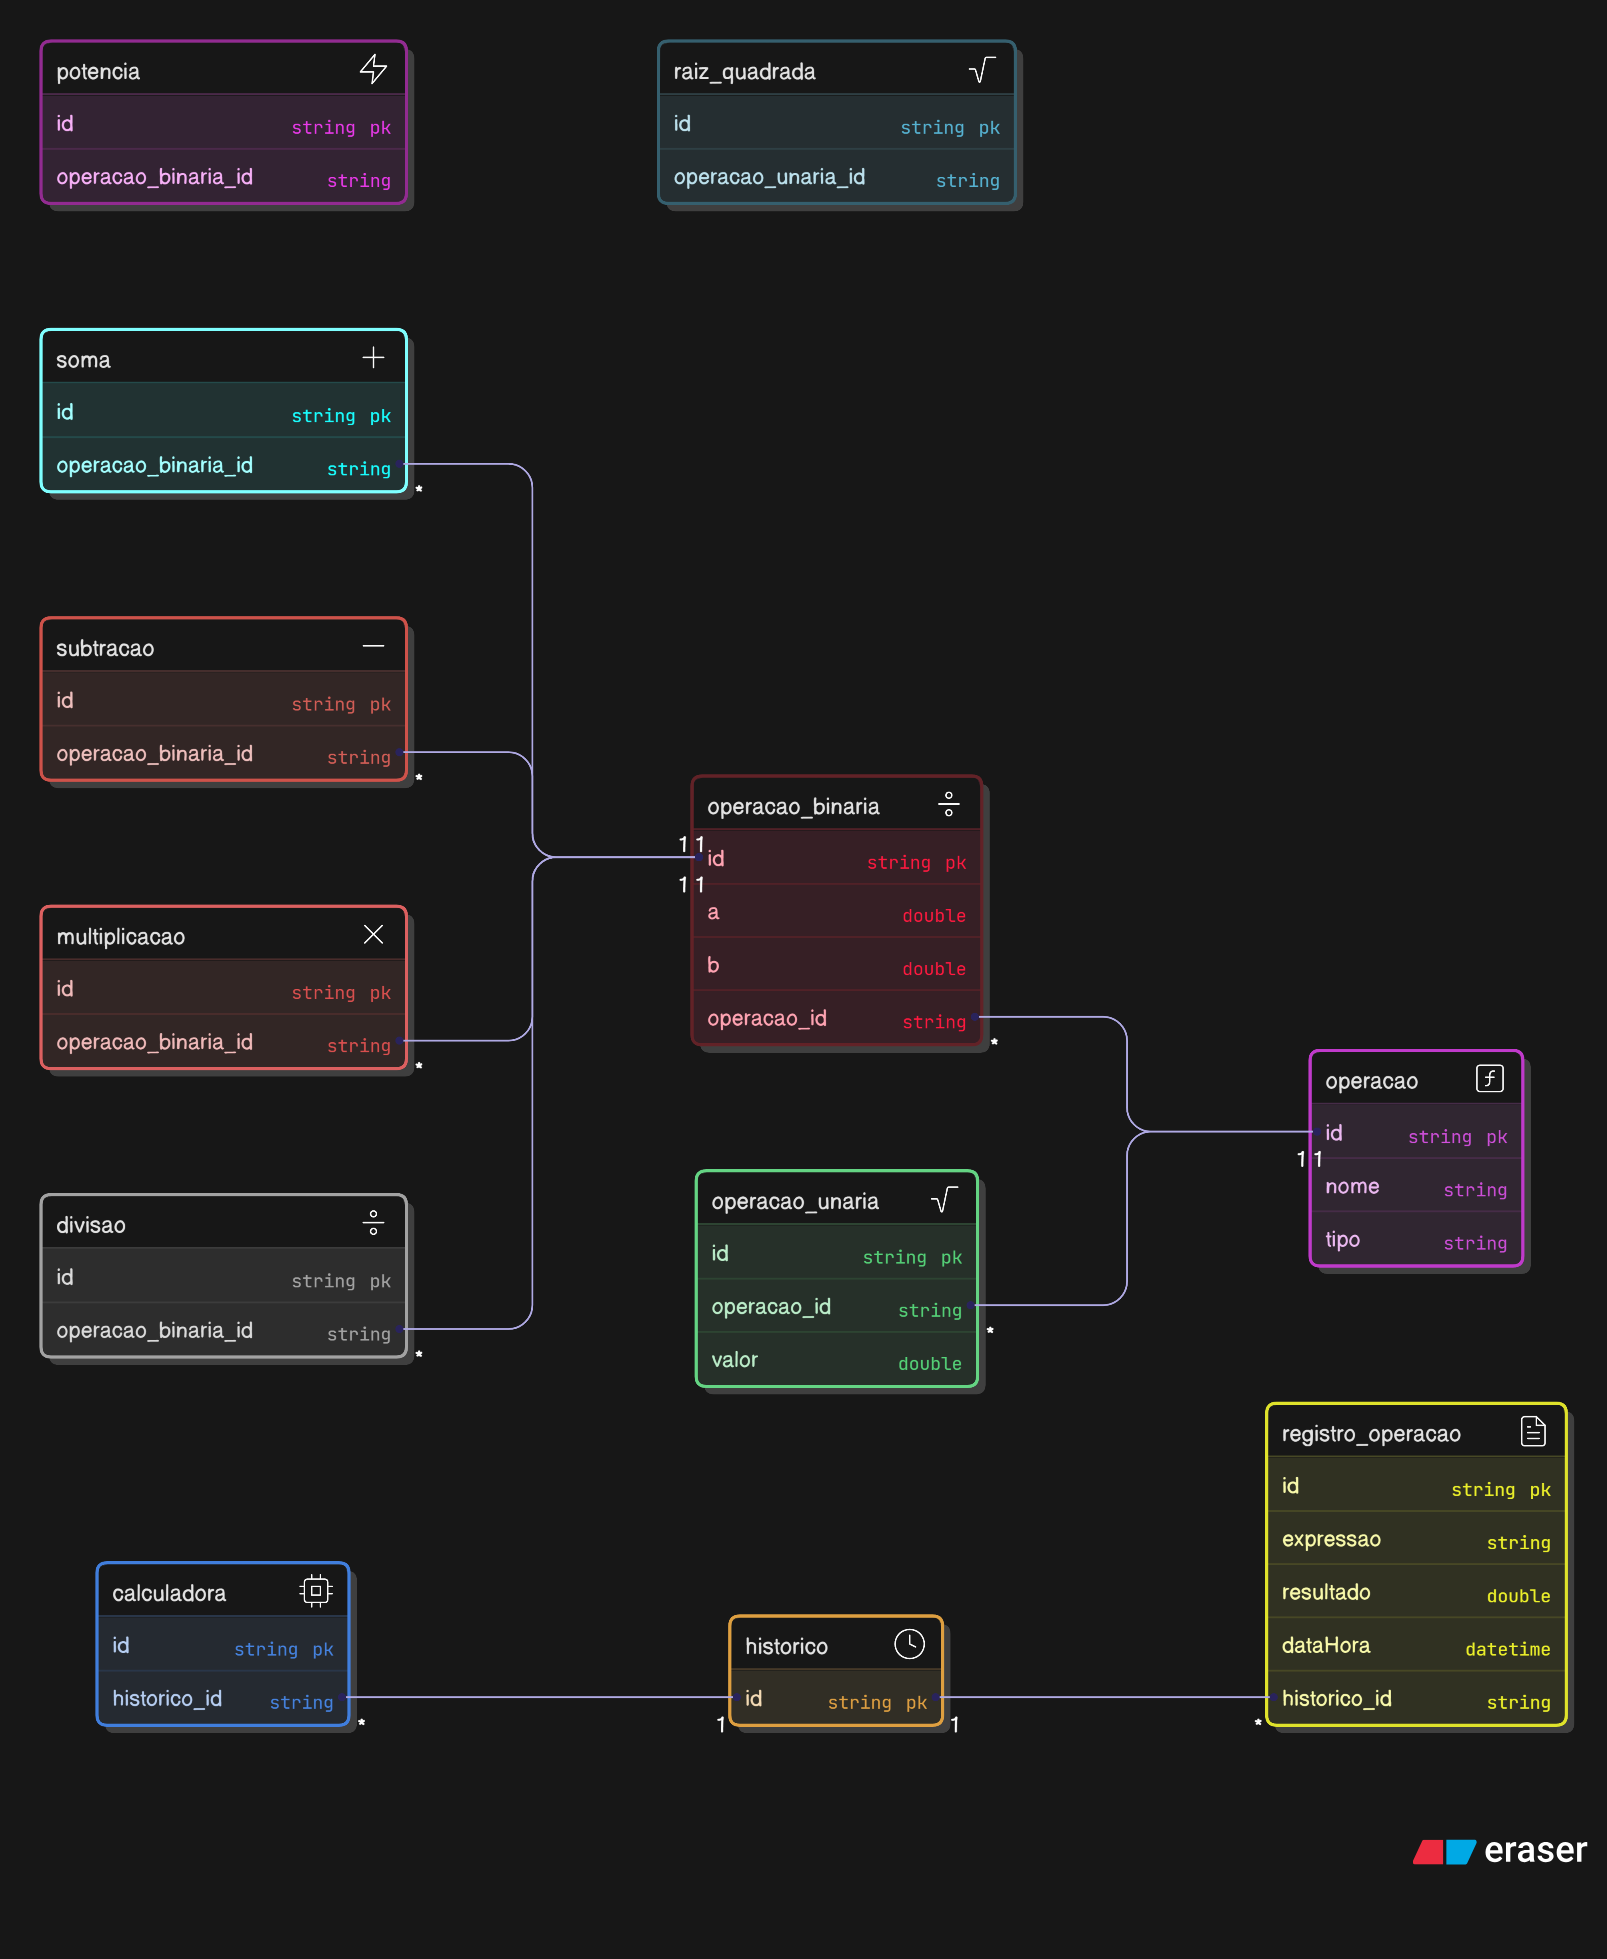 potencia
id string pk
operacao_binaria_id string
raiz_quadrada
id string pk
operacao_unaria_id string
soma
id string pk
operacao_binaria_id string
*
subtracao
id string pk
operacao_binaria_id string
*
multiplicacao
id string pk
operacao_binaria_id string
*
divisao
id string pk
operacao_binaria_id string
*
operacao_binaria
1 1
id string pk
1 1
a double
b double
operacao_id string
*
operacao_unaria
id string pk
operacao_id string
*
valor double
operacao
id string pk
1 1
nome string
tipo string
registro_operacao
id string pk
expressao string
resultado double
dataHora datetime
historico_id string
*
calculadora
id string pk
historico_id string
*
historico
id string pk
1 1
eraser